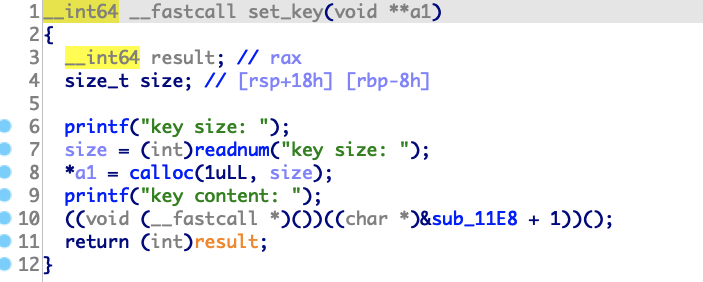 1 __int64 __fastcall set_key(void **a1)
2 {
3 __int64 result; // rax
4 size_t size; // [rsp+18h] [rbp-8h]
5
6 printf("key size: ");
7 size = (int)readnum("key size: ");
8 *a1 = calloc(1uLL, size);
9 printf("key content: ");
10 ((void (__fastcall *)())((char *)&sub_11E8 + 1))();
11 return (int)result;
12 }